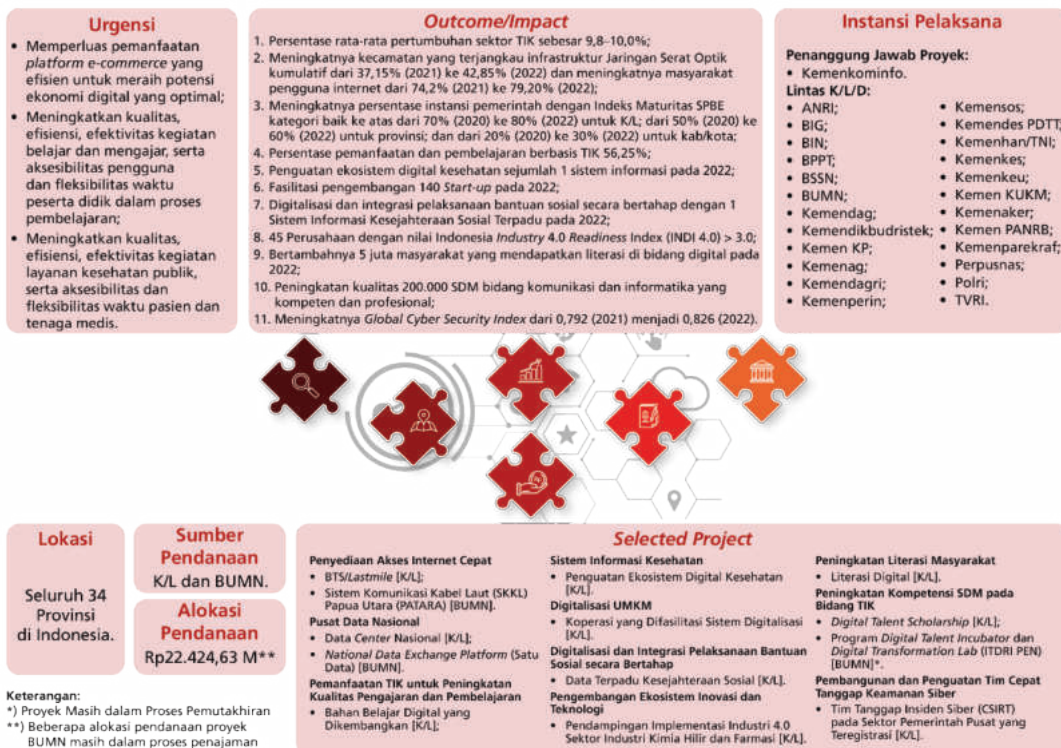 Urgensi
• Memperluas pemanfaatan
platform e-commerce yang
efisien untuk meraih potensi
ekonomi digital yang optimal;
• Meningkatkan kualitas,
efisiensi, efektivitas kegiatan
belajar dan mengajar, serta
aksesibilitas pengguna
dan fleksibilitas waktu
peserta didik dalam proses
pembelajaran;
• Meningkatkan kualitas,
efisiensi, efektivitas kegiatan
layanan kesehatan publik,
serta aksesibilitas dan
fleksibilitas waktu pasien dan
tenaga medis.
Outcome/Impact
1. Persentase rata-rata pertumbuhan sektor TIK sebesar 9,8–10,0%;
2. Meningkatnya kecamatan yang terjangkau infrastruktur Jaringan Serat Optik
kumulatif dari 37,15% (2021) ke 42,85% (2022) dan meningkatnya masyarakat
pengguna internet dari 74,2% (2021) ke 79,20% (2022);
3. Meningkatnya persentase instansi pemerintah dengan Indeks Maturitas SPBE
kategori baik ke atas dari 70% (2020) ke 80% (2022) untuk K/L; dari 50% (2020) ke
60% (2022) untuk provinsi; dan dari 20% (2020) ke 30% (2022) untuk kab/kota;
4. Persentase pemanfaatan dan pembelajaran berbasis TIK 56,25%;
5. Penguatan ekosistem digital kesehatan sejumlah 1 sistem informasi pada 2022;
6. Fasilitasi pengembangan 140 Start-up pada 2022;
7. Digitalisasi dan integrasi pelaksanaan bantuan sosial secara bertahap dengan 1
Sistem Informasi Kesejahteraan Sosial Terpadu pada 2022;
8. 45 Perusahaan dengan nilai Indonesia Industry 4.0 Readiness Index (INDI 4.0) > 3.0;
9. Bertambahnya 5 juta masyarakat yang mendapatkan literasi di bidang digital pada
2022;
10. Peningkatan kualitas 200.000 SDM bidang komunikasi dan informatika yang
kompeten dan profesional;
11. Meningkatnya Global Cyber Security Index dari 0,792 (2021) menjadi 0,826 (2022).
Instansi Pelaksana
Penanggung Jawab Proyek:
• Kemenkominfo.
Lintas K/L/D:
• ANRI;
• BIG;
• BIN;
• BPPT;
• BSSN;
• BUMN;
• Kemendag;
• Kemendikbudristek;
• Kemen KP;
• Kemenag;
• Kemendagri;
• Kemenperin;
• Kemensos;
• Kemendes PDTT;
• Kemenhan/TNI;
• Kemenkes;
• Kemenkeu;
• Kemen KUKM;
• Kemenaker;
• Kemen PANRB;
• Kemenparekraf;
• Perpusnas;
• Polri;
• TVRI.
Lokasi
Seluruh 34
Provinsi
di Indonesia.
Sumber
Pendanaan
K/L dan BUMN.
Alokasi
Pendanaan
Rp22.424,63 M**
Keterangan:
*) Proyek Masih dalam Proses Pemutakhiran
**) Beberapa alokasi pendanaan proyek
BUMN masih dalam proses penajaman
Selected Project
Penyediaan Akses Internet Cepat
• BTS/Lastmile [K/L];
• Sistem Komunikasi Kabel Laut (SKKL)
Papua Utara (PATARA) [BUMN].
Pusat Data Nasional
• Data Center Nasional [K/L];
• National Data Exchange Platform (Satu
Data) [BUMN].
Pemanfaatan TIK untuk Peningkatan
Kualitas Pengajaran dan Pembelajaran
• Bahan Belajar Digital yang
Dikembangkan [K/L];
Sistem Informasi Kesehatan
• Penguatan Ekosistem Digital Kesehatan
[K/L].
Digitalisasi UMKM
• Koperasi yang Difasilitasi Sistem Digitalisasi
[K/L].
Digitalisasi dan Integrasi Pelaksanaan Bantuan
Sosial secara Bertahap
• Data Terpadu Kesejahteraan Sosial [K/L].
Pengembangan Ekosistem Inovasi dan
Teknologi
• Pendampingan Implementasi Industri 4.0
Sektor Industri Kimia Hilir dan Farmasi [K/L].
Peningkatan Literasi Masyarakat
• Literasi Digital [K/L].
Peningkatan Kompetensi SDM pada
Bidang TIK
• Digital Talent Scholarship [K/L];
• Program Digital Talent Incubator dan
Digital Transformation Lab (ITDRI PEN)
[BUMN]*.
Pembangunan dan Penguatan Tim Cepat
Tanggap Keamanan Siber
• Tim Tanggap Insiden Siber (CSIRT)
pada Sektor Pemerintah Pusat yang
Teregistrasi [K/L].